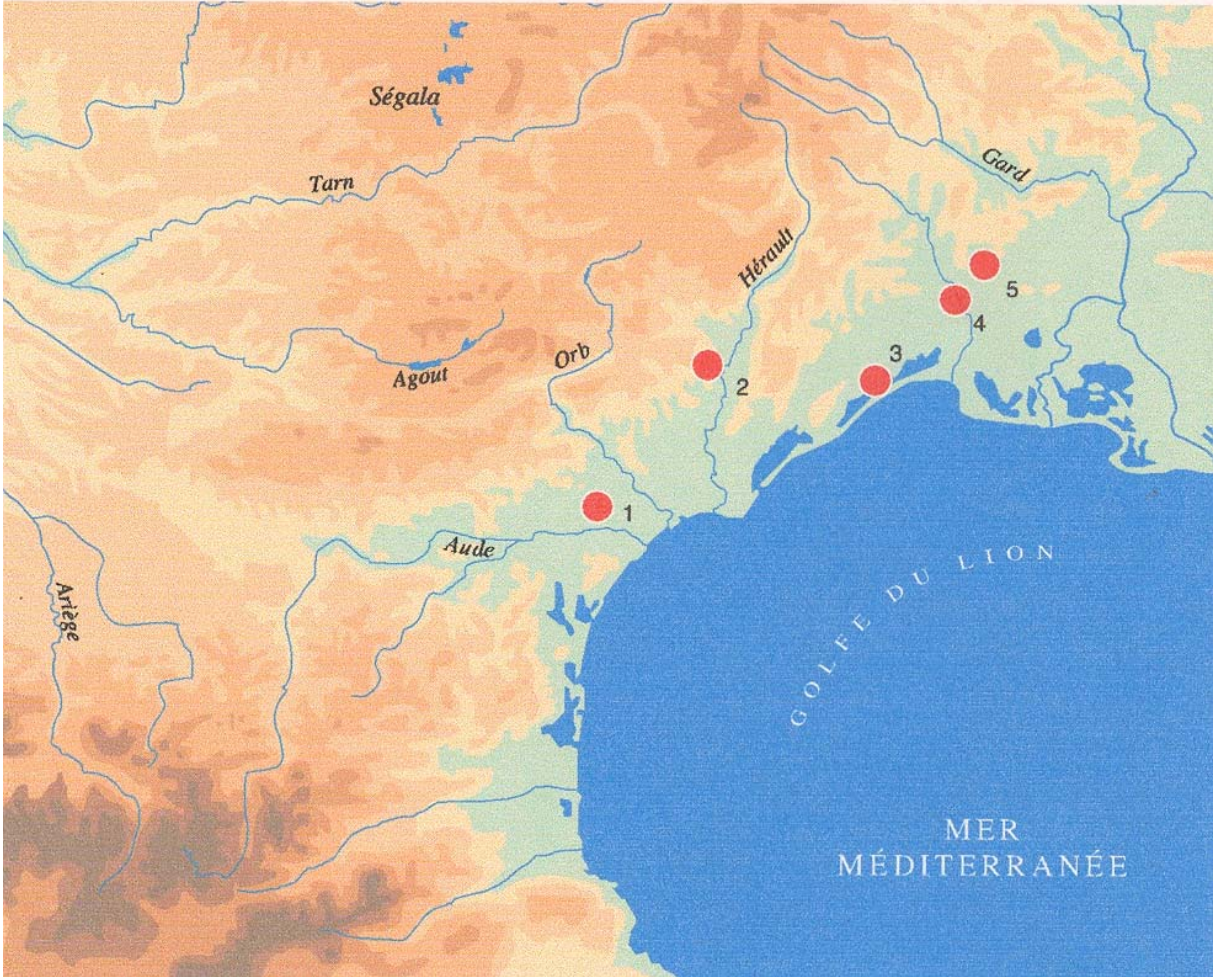 Ségala
Tarn
Gard
Hérault
5
4
Orb
3
Agout
2
1
Aude
Ariège
GOLFE DU LION
MER
MÉDITERRANÉE